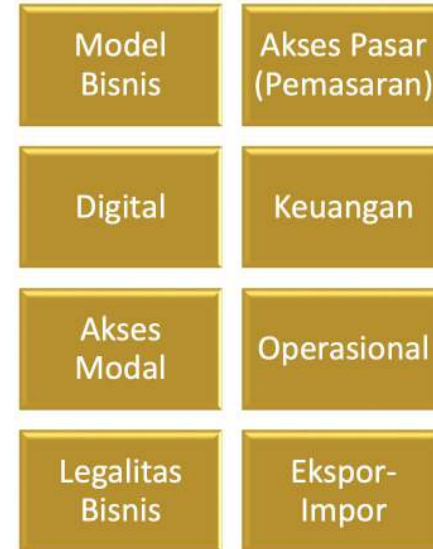 Model
Bisnis
Akses Pasar
(Pemasaran)
Digital
Keuangan
Akses
Modal
Operasional
Legalitas
Bisnis
Ekspor-
Impor